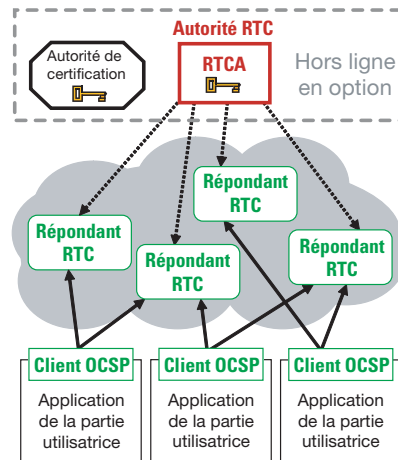 Autorité RTC
Autorité de
certification
RTCA
Hors ligne
en option
Répondant
RTC
Répondant
RTC
Répondant
RTC
Répondant
RTC
Client OCSP
Client OCSP
Client OCSP
Application
de la partie
utilisatrice
Application
de la partie
utilisatrice
Application
de la partie
utilisatrice